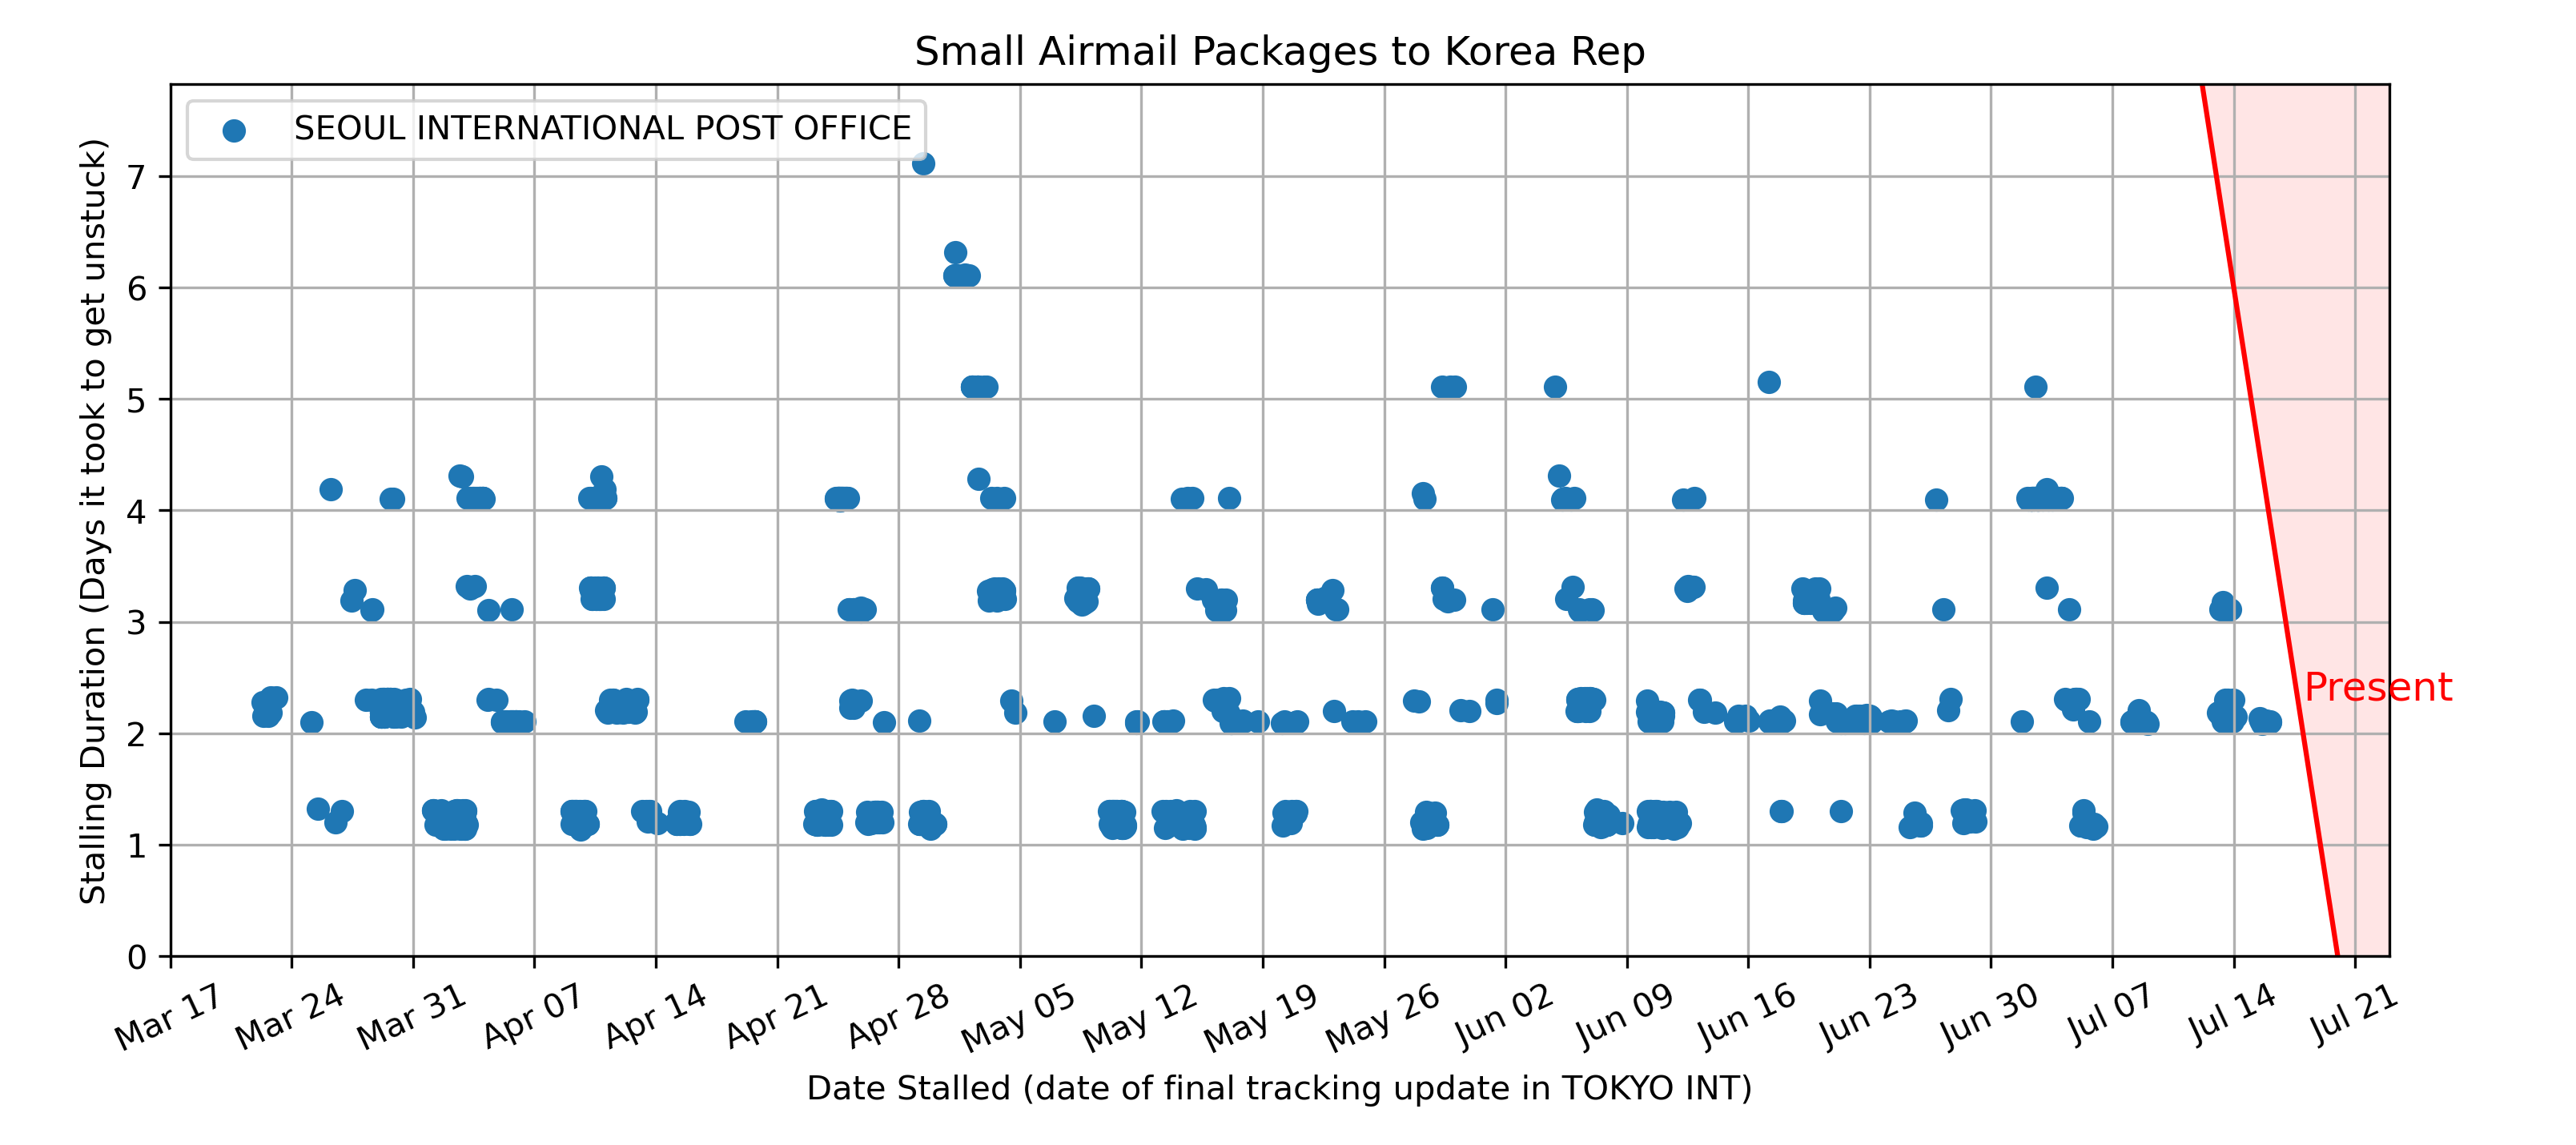 Small Airmail Packages to Korea Rep
SEOUL INTERNATIONAL POST OFFICE
Stalling Duration (Days it took to get unstuck)
7
6
5
4
3
2
1
0
Present
Mar 17
Mar 24
Mar 31
Apr 07
Apr 14
Apr 21
Apr 28
May 05
May 12
May 19
May 26
Jun 02
Jun 09
Jun 16
Jun 23
Jun 30
Jul 07
Jul 14
Jul 21
Date Stalled (date of final tracking update in TOKYO INT)